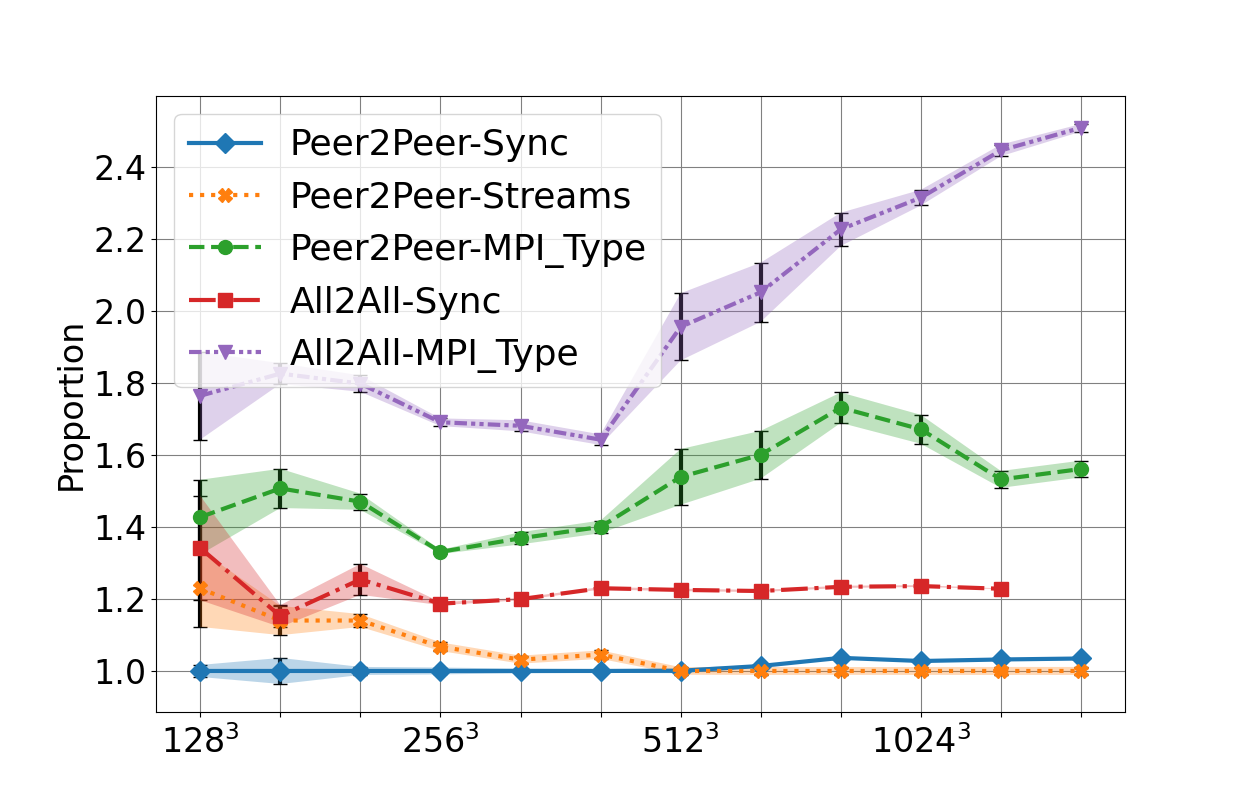 Peer2Peer-Sync
Peer2Peer-Streams
Peer2Peer-MPI_Type
All2All-Sync
All2All-MPI_Type
Proportion
2.4
2.2
2.0
1.8
1.6
1.4
1.2
1.0
128³ 256³ 512³ 1024³